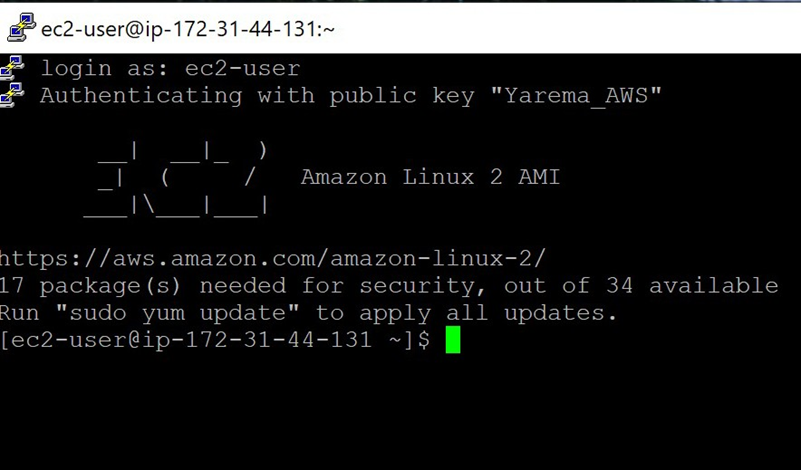 ec2-user@ip-172-31-44-131:~
login as: ec2-user
Authenticating with public key "Yarema_AWS"
       __|  __|_  )
       _|  (     /   Amazon Linux 2 AMI
      ___|\___|___|
https://aws.amazon.com/amazon-linux-2/
17 package(s) needed for security, out of 34 available
Run "sudo yum update" to apply all updates.
[ec2-user@ip-172-31-44-131 ~]$